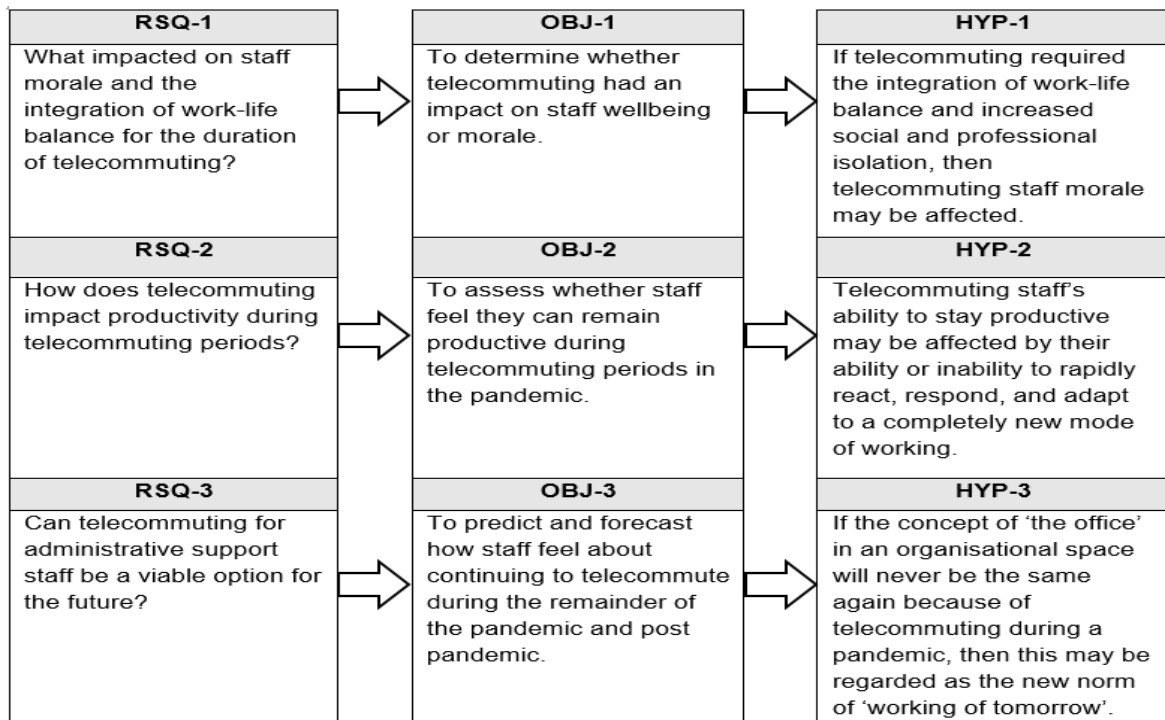 RSQ-1
What impacted on staff
morale and the
integration of work-life
balance for the duration
of telecommuting?
OBJ-1
To determine whether
telecommuting had an
impact on staff wellbeing
or morale.
HYP-1
If telecommuting required
the integration of work-life
balance and increased
social and professional
isolation, then
telecommuting staff morale
may be affected.
RSQ-2
How does telecommuting
impact productivity during
telecommuting periods?
OBJ-2
To assess whether staff
feel they can remain
productive during
telecommuting periods in
the pandemic.
HYP-2
Telecommuting staff’s
ability to stay productive
may be affected by their
ability or inability to rapidly
react, respond, and adapt
to a completely new mode
of working.
RSQ-3
Can telecommuting for
administrative support
staff be a viable option for
the future?
OBJ-3
To predict and forecast
how staff feel about
continuing to telecommute
during the remainder of
the pandemic and post
pandemic.
HYP-3
If the concept of ‘the office’
in an organisational space
will never be the same
again because of
telecommuting during a
pandemic, then this may be
regarded as the new norm
of ‘working of tomorrow’.